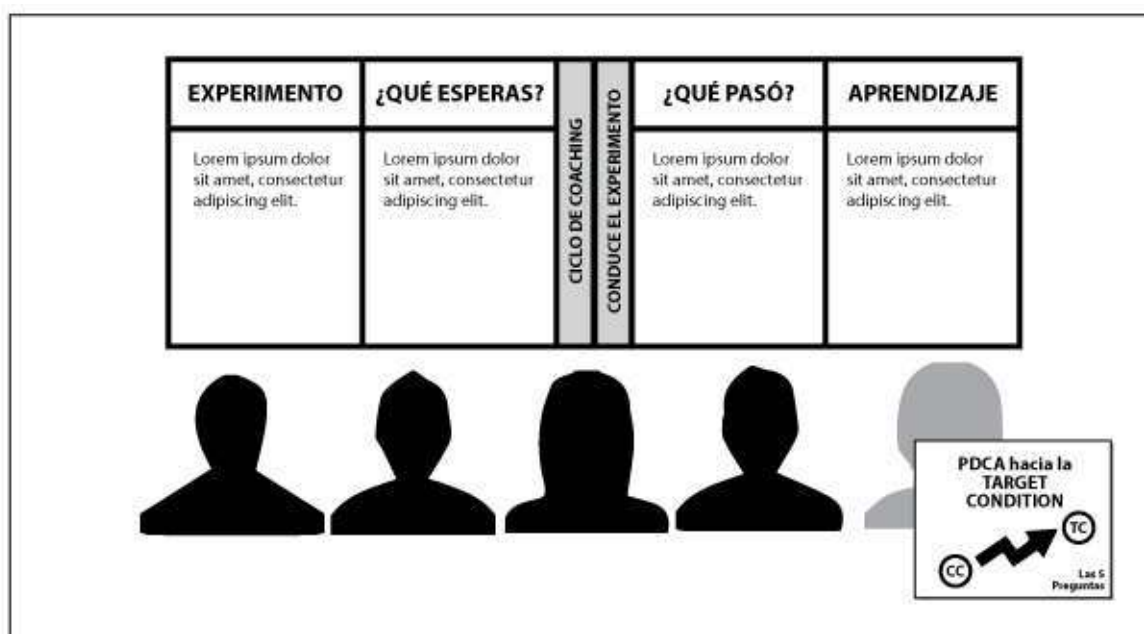 EXPERIMENTO
¿QUÉ ESPERAS?
CICLO DE COACHING
CONDUCE EL EXPERIMENTO
¿QUÉ PASÓ?
APRENDIZAJE
Lorem ipsum dolor
sit amet, consectetur
adipiscing elit.
Lorem ipsum dolor
sit amet, consectetur
adipiscing elit.
Lorem ipsum dolor
sit amet, consectetur
adipiscing elit.
Lorem ipsum dolor
sit amet, consectetur
adipiscing elit.
PDCA hacia la
TARGET
CONDITION
TC
CC
Las 5
Preguntas